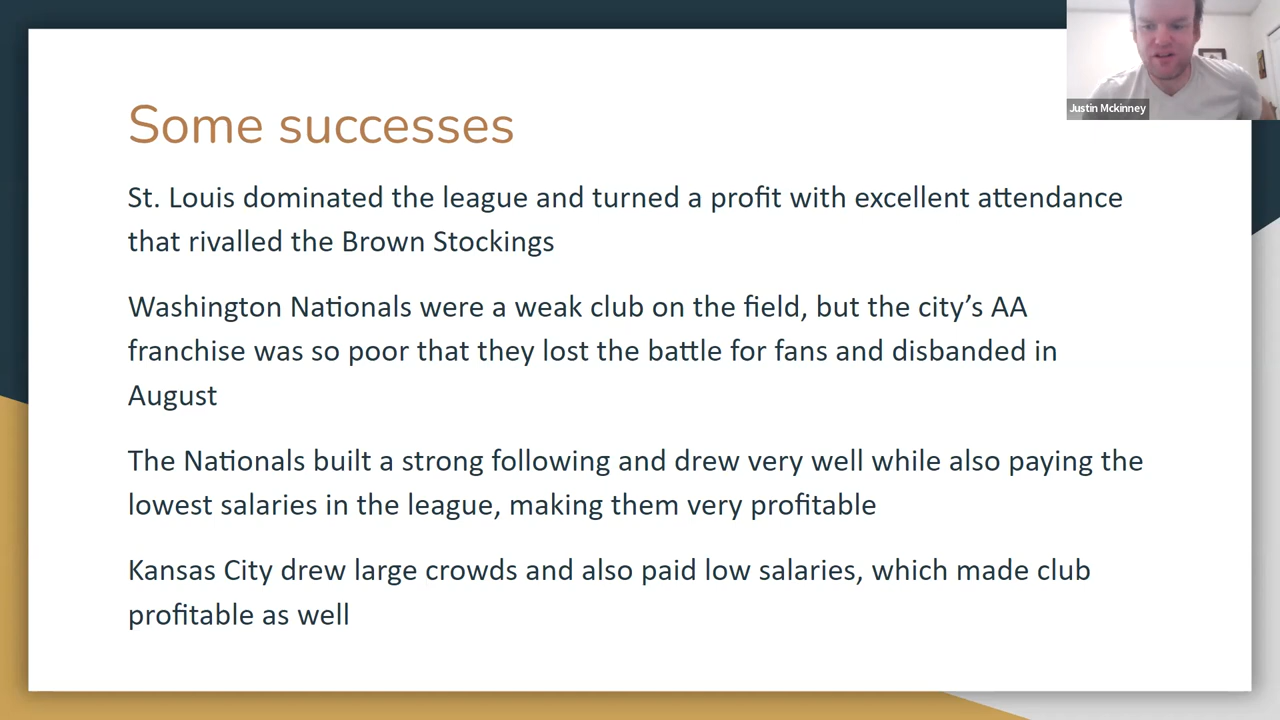 Justin Mckinney
Some successes
St. Louis dominated the league and turned a profit with excellent attendance
that rivalled the Brown Stockings
Washington Nationals were a weak club on the field, but the city’s AA
franchise was so poor that they lost the battle for fans and disbanded in
August
The Nationals built a strong following and drew very well while also paying the
lowest salaries in the league, making them very profitable
Kansas City drew large crowds and also paid low salaries, which made club
profitable as well